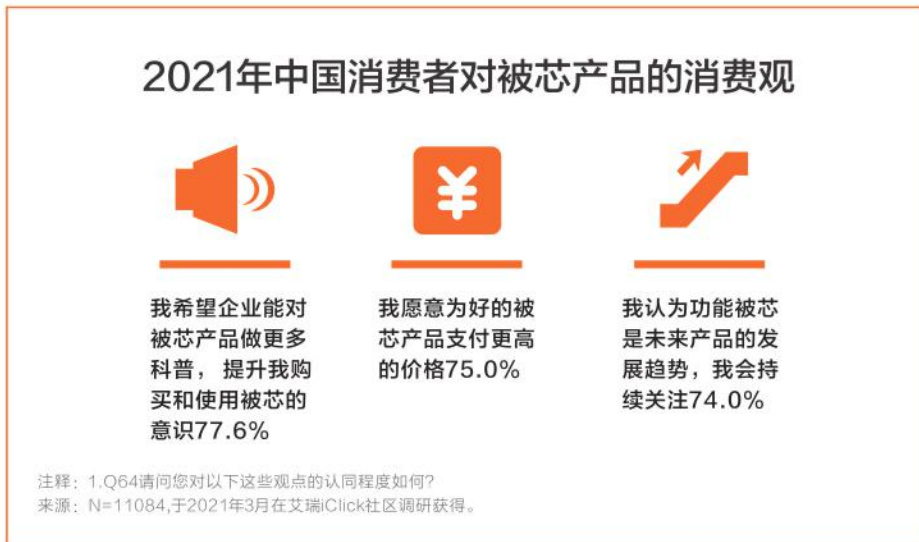 2021年中国消费者对被芯产品的消费观
¥
我希望企业能对
被芯产品做更多
科普，提升我购
买和使用被芯的
意识77.6%
我愿意为好的被
芯产品支付更高
的价格75.0%
我认为功能被芯
是未来产品的发
展趋势，我会持
续关注74.0%
注释：1.Q64请问您对以下这些观点的认同程度如何?
来源：N=11084,于2021年3月在艾瑞iClick社区调研获得。